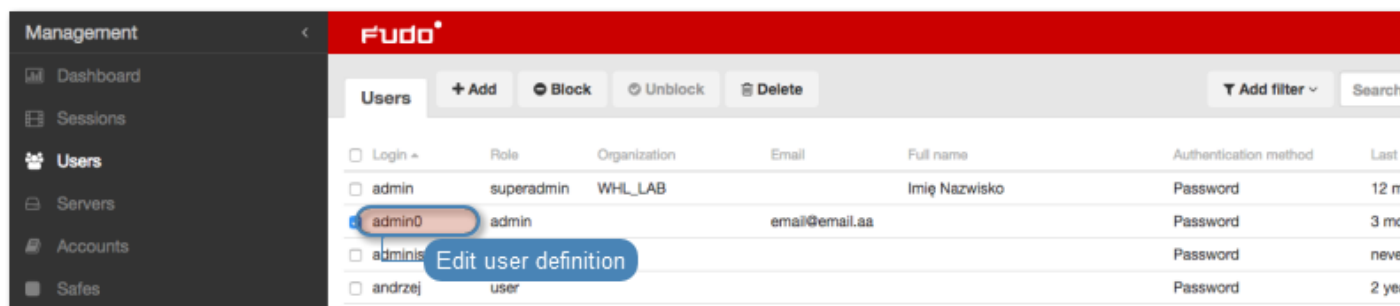 Management
Fudo
Dashboard
Users + Add Block Unblock Delete Add filter Search
Sessions
Users
Login Role Organization Email Full name Authentication method Last
admin superadmin WHL_LAB Imię Nazwisko Password 12 m
Servers
admin0 admin email@email.aa Password 3 mo
Accounts
adminis Password neve
Edit user definition
Safes
andrzej user Password 2 ye